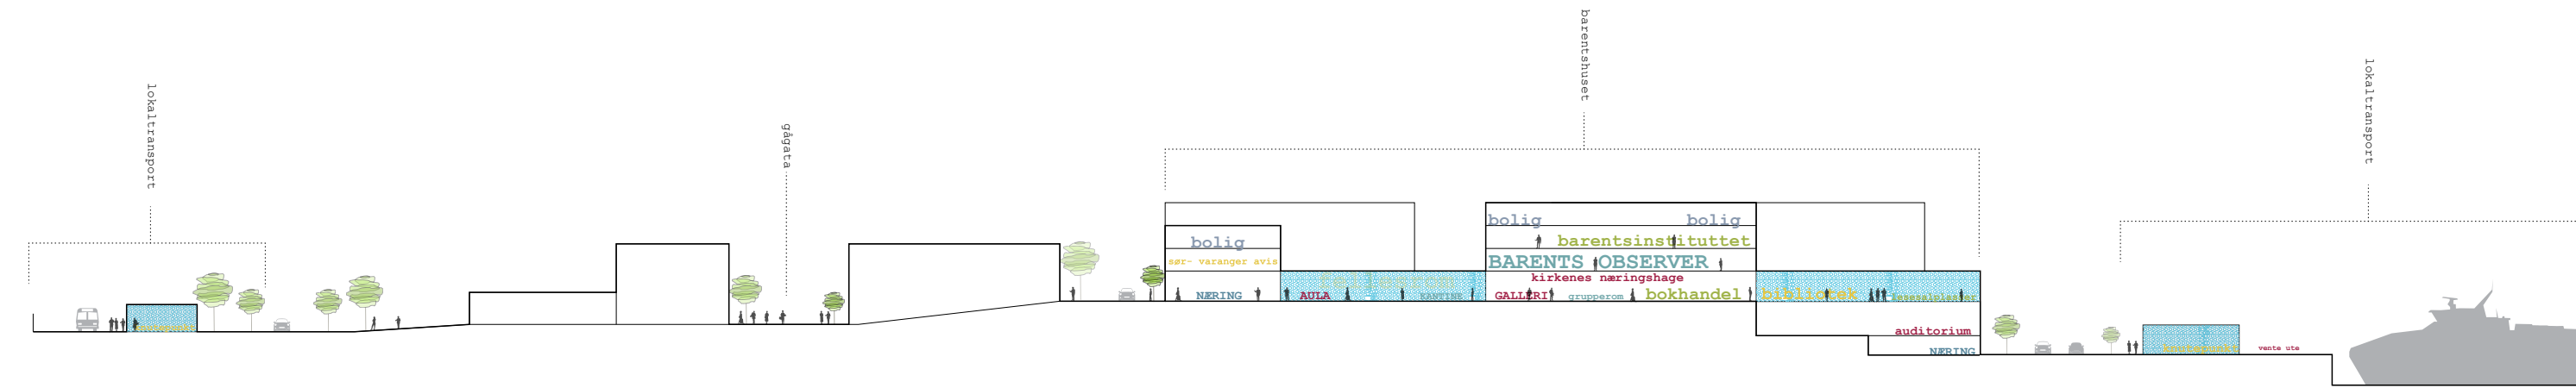 lokaltransport
gågata
barentshuset
lokaltransport
bolig
sør- varanger avis
NÆRING
AULA
KANTINE
bolig bolig
barentsinstituttet
BARENTS OBSERVER
kirkenes næringshage
GALLERI grupperom bokhandel
bibliotek
auditorium
NÆRING
vente ute